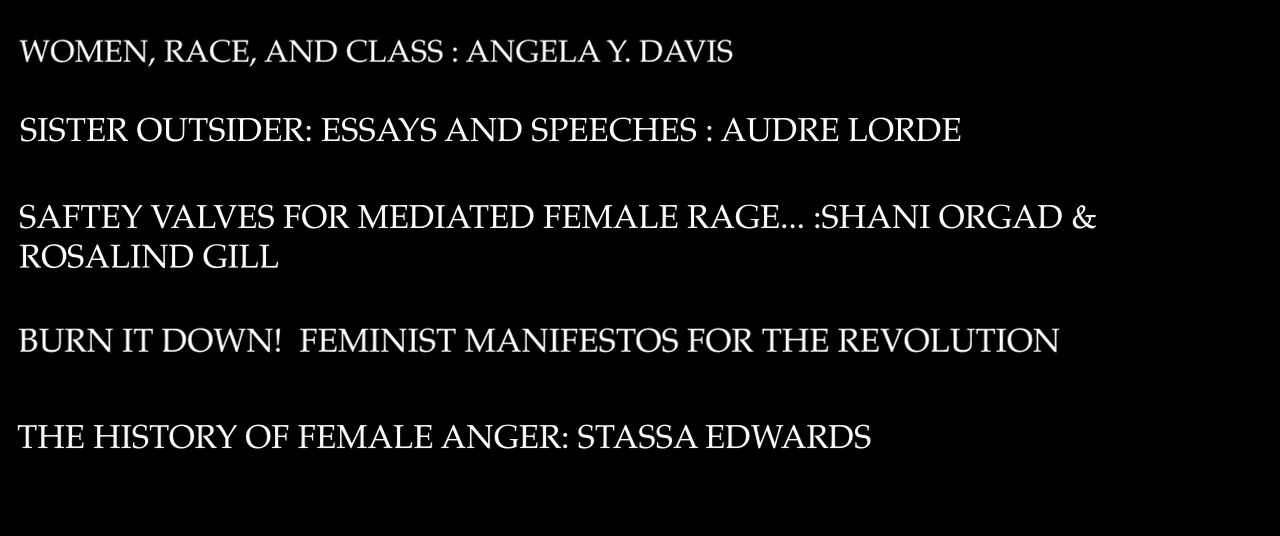 WOMEN, RACE, AND CLASS : ANGELA Y. DAVIS
SISTER OUTSIDER: ESSAYS AND SPEECHES : AUDRE LORDE
SAFTEY VALVES FOR MEDIATED FEMALE RAGE... :SHANI ORGAD &
ROSALIND GILL
BURN IT DOWN!  FEMINIST MANIFESTOS FOR THE REVOLUTION
THE HISTORY OF FEMALE ANGER: STASSA EDWARDS